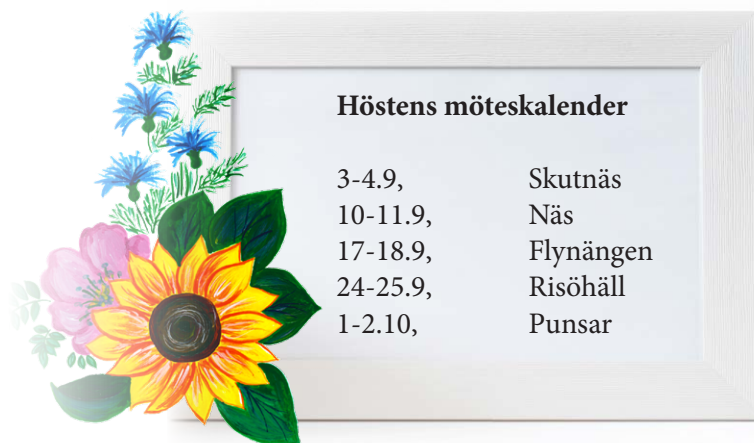 Höstens möteskalender
3-4.9, Skutnäs
10-11.9, Näs
17-18.9, Flynängen
24-25.9, Risöhäll
1-2.10, Punsar